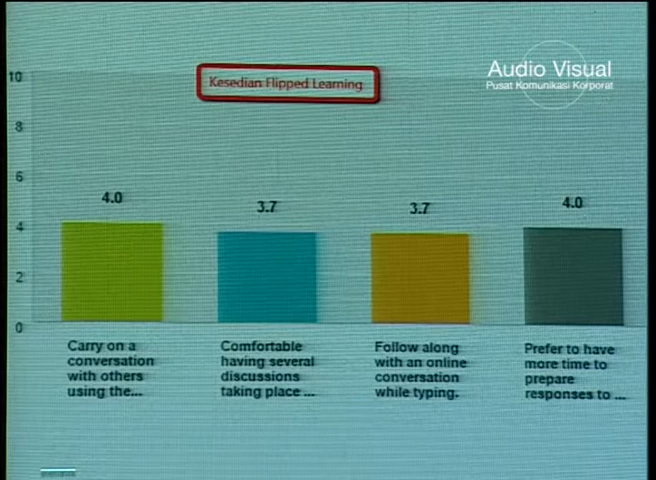 Kesedian Flipped Learning
Audio Visual
Pusat Komunikasi Korporat
10
8
6
4
2
0
4.0
3.7
3.7
4.0
Carry on a
conversation
with others
using the...
Comfortable
having several
discussions
taking place ...
Follow along
with an online
conversation
while typing.
Prefer to have
more time to
prepare
responses to ...